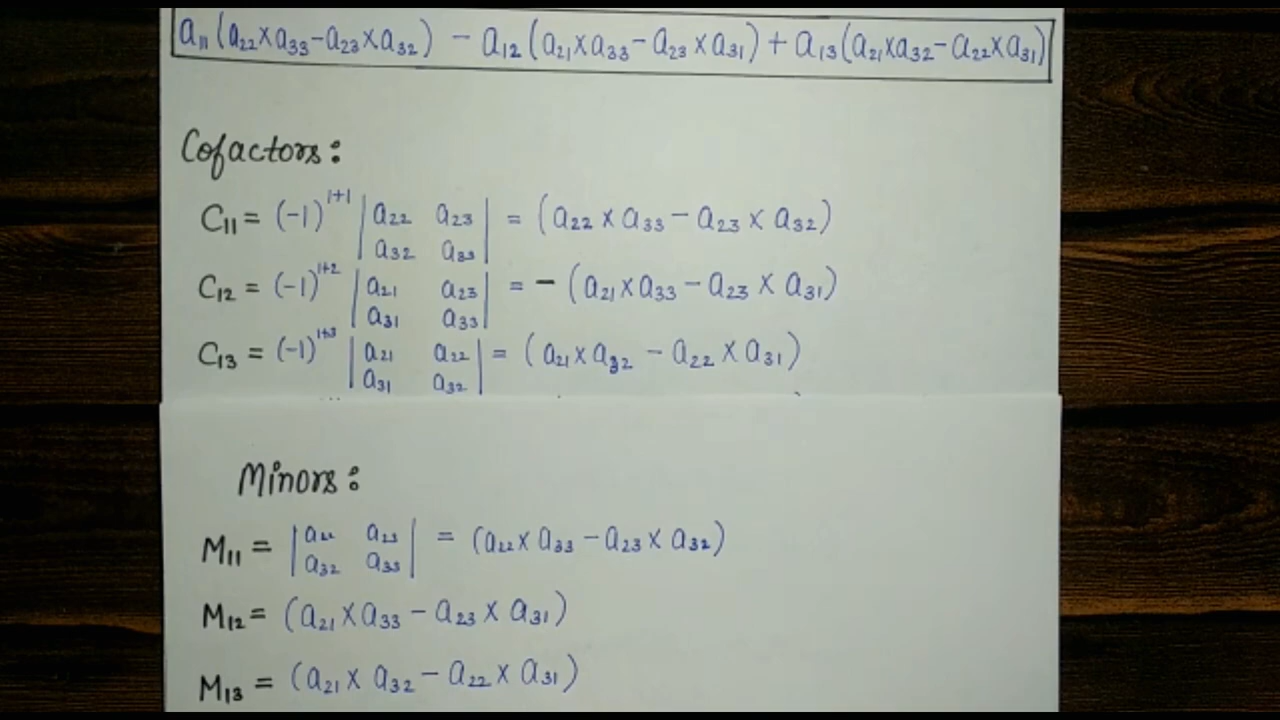 a₁₁(a₂₂×a₃₃-a₂₃×a₃₂) - a₁₂(a₂₁×a₃₃-a₂₃×a₃₁) + a₁₃(a₂₁×a₃₂-a₂₂×a₃₁)
Cofactors:
C₁₁ = (-1)¹⁺¹ |a₂₂ a₂₃| = (a₂₂ × a₃₃ - a₂₃ × a₃₂)
|a₃₂ a₃₃|
C₁₂ = (-1)¹⁺² |a₂₁ a₂₃| = - (a₂₁ × a₃₃ - a₂₃ × a₃₁)
|a₃₁ a₃₃|
C₁₃ = (-1)¹⁺³ |a₂₁ a₂₂| = (a₂₁ × a₃₂ - a₂₂ × a₃₁)
|a₃₁ a₃₂|
Minors:
M₁₁ = |a₂₂ a₂₃| = (a₂₂ × a₃₃ - a₂₃ × a₃₂)
|a₃₂ a₃₃|
M₁₂ = (a₂₁ × a₃₃ - a₂₃ × a₃₁)
M₁₃ = (a₂₁ × a₃₂ - a₂₂ × a₃₁)